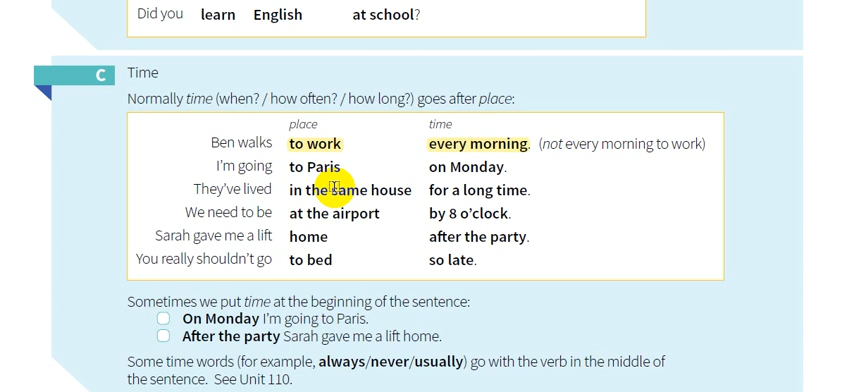 Did you learn English at school?
C Time
Normally time (when? / how often? / how long?) goes after place:
place time
Ben walks to work every morning. (not every morning to work)
I'm going to Paris on Monday.
They've lived in the same house for a long time.
We need to be at the airport by 8 o'clock.
Sarah gave me a lift home after the party.
You really shouldn't go to bed so late.
Sometimes we put time at the beginning of the sentence:
On Monday I'm going to Paris.
After the party Sarah gave me a lift home.
Some time words (for example, always/never/usually) go with the verb in the middle of
the sentence. See Unit 110.